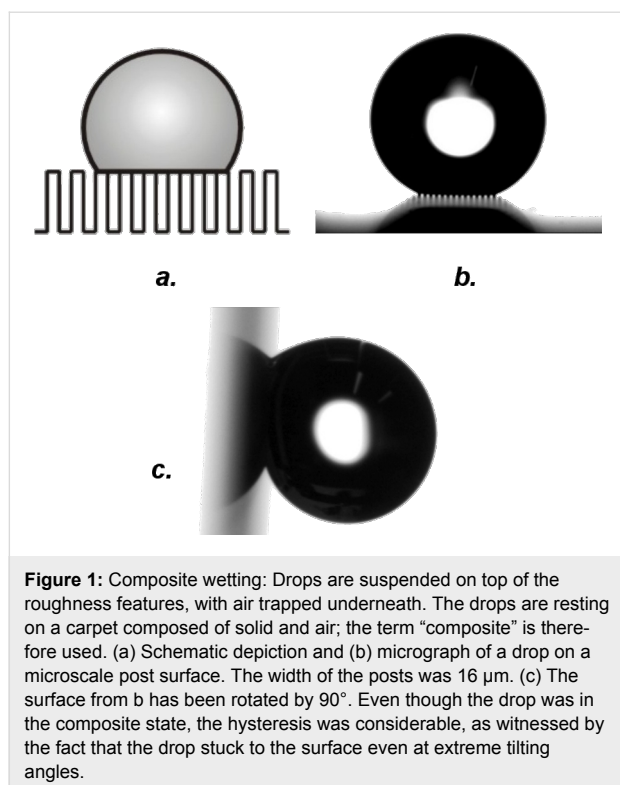 a.
b.
c.
Figure 1: Composite wetting: Drops are suspended on top of the
roughness features, with air trapped underneath. The drops are resting
on a carpet composed of solid and air; the term “composite” is there-
fore used. (a) Schematic depiction and (b) micrograph of a drop on a
microscale post surface. The width of the posts was 16 µm. (c) The
surface from b has been rotated by 90°. Even though the drop was in
the composite state, the hysteresis was considerable, as witnessed by
the fact that the drop stuck to the surface even at extreme tilting
angles.